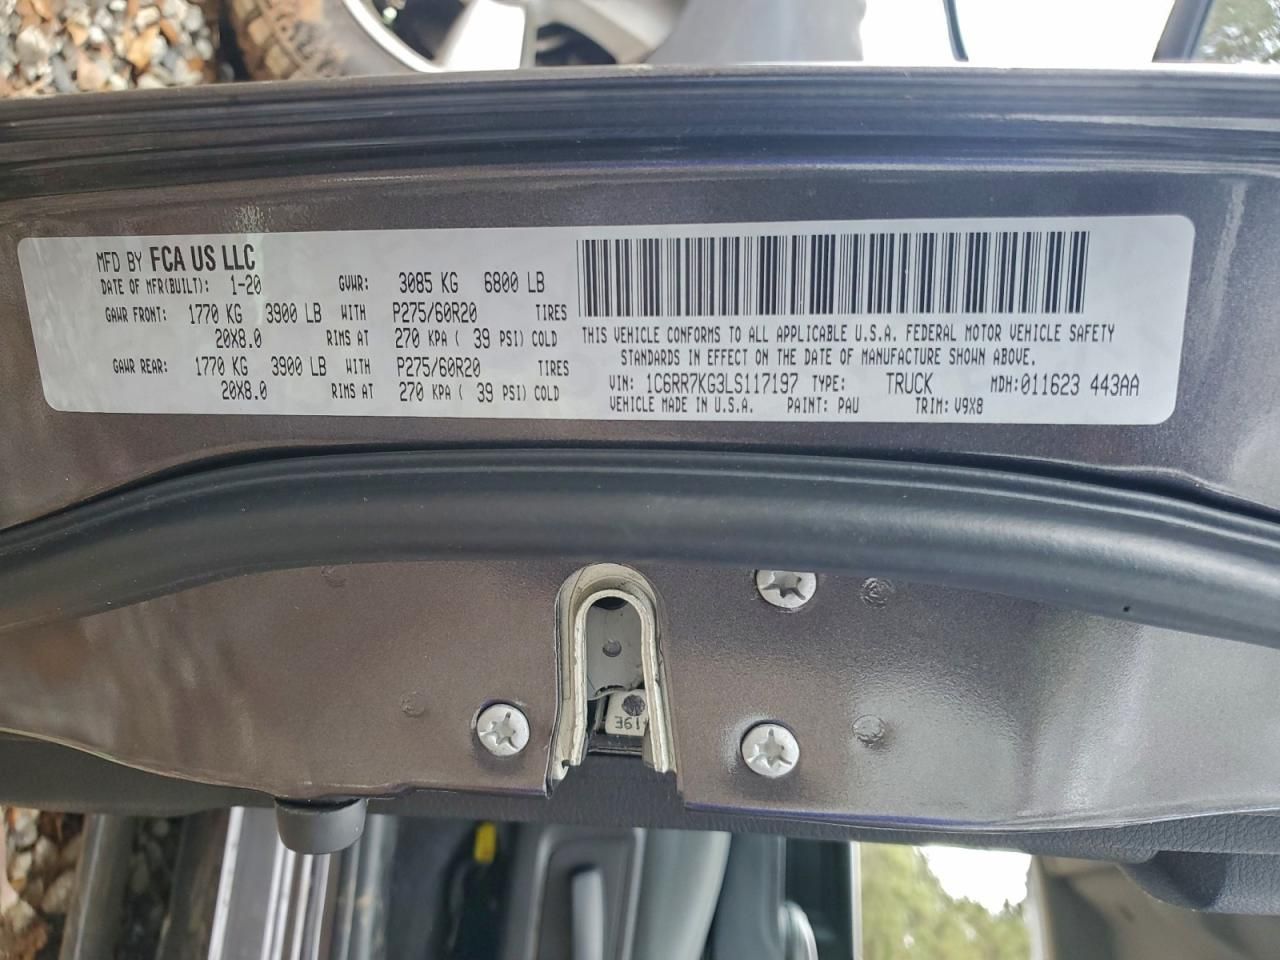 MFD BY FCA US LLC
DATE OF MFR(BUILT): 1-20 GVWR: 3085 KG 6800 LB
GAWR FRONT: 1770 KG 3900 LB WITH P275/60R20 TIRES
20X8.0 RIMS AT 270 KPA ( 39 PSI) COLD
GAWR REAR: 1770 KG 3900 LB WITH P275/60R20 TIRES
20X8.0 RIMS AT 270 KPA ( 39 PSI) COLD
THIS VEHICLE CONFORMS TO ALL APPLICABLE U.S.A. FEDERAL MOTOR VEHICLE SAFETY
STANDARDS IN EFFECT ON THE DATE OF MANUFACTURE SHOWN ABOVE.
VIN: 1C6RR7KG3LS117197 TYPE: TRUCK MDH:011623 443AA
VEHICLE MADE IN U.S.A. PAINT: PAU TRIM: V9X8
419E